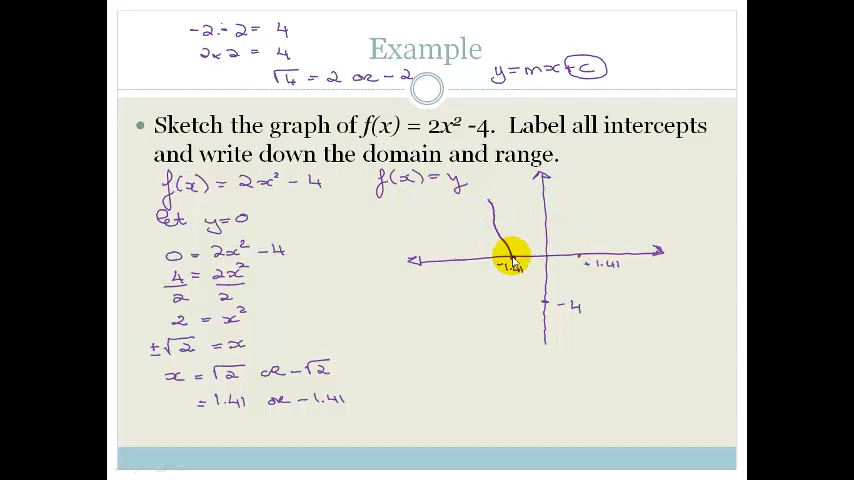 -2 × -2 = 4
2 × 2 = 4
√4 = 2 or -2
y = mx + c
Example
Sketch the graph of f(x) = 2x² -4. Label all intercepts
and write down the domain and range.
f(x) = 2x² - 4
f(x) = y
let y = 0
0 = 2x² - 4
4 = 2x²
2 2
2 = x²
±√2 = x
x = √2 or -√2
= 1.41 or -1.41
-1.41
+1.41
-4